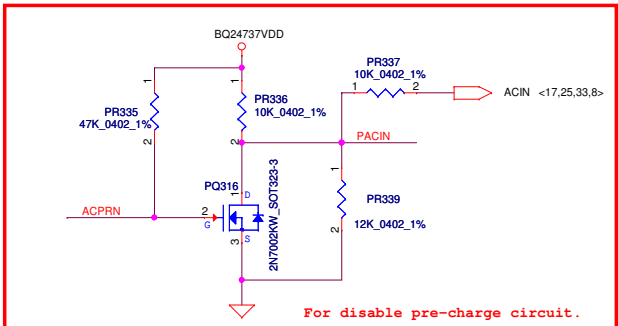 BQ24737VDD
PR337
10K_0402_1%
1 2
ACIN <17,25,33,8>
1 1
PR335
47K_0402_1%
PR336
10K_0402_1%
2 2
PACIN
1
PR339
12K_0402_1%
2
PQ316
1 D
ACPRN
2
G
3 S
2N7002KW_SOT323-3
For disable pre-charge circuit.